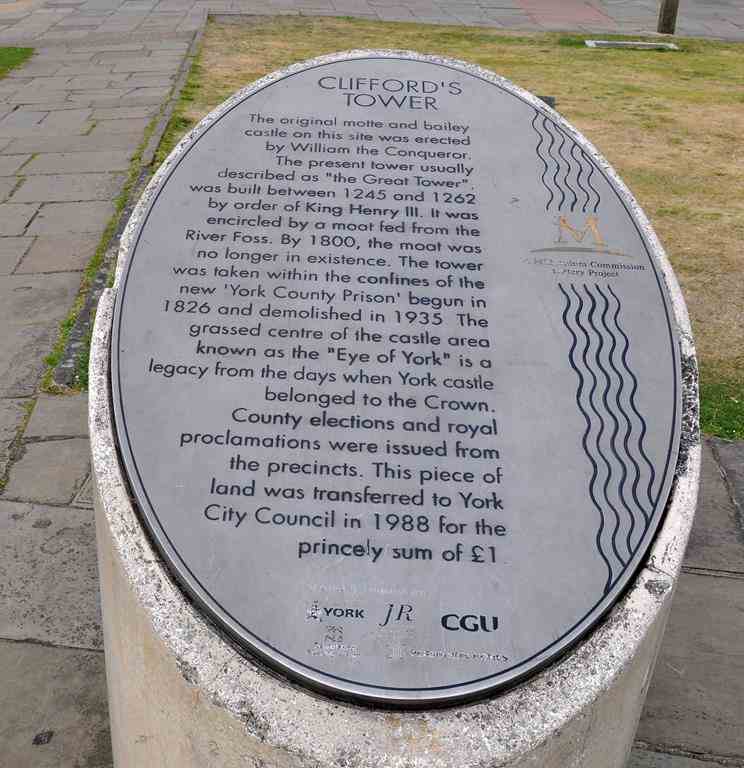 CLIFFORD'S
TOWER
The original motte and bailey
castle on this site was erected
by William the Conqueror.
The present tower usually
described as "the Great Tower",
was built between 1245 and 1262
by order of King Henry III. It was
encircled by a moat fed from the
River Foss. By 1800, the moat was
no longer in existence. The tower
was taken within the confines of the
new 'York County Prison' begun in
1826 and demolished in 1935 The
grassed centre of the castle area
known as the "Eye of York" is a
legacy from the days when York castle
belonged to the Crown.
County elections and royal
proclamations were issued from
the precincts. This piece of
land was transferred to York
City Council in 1988 for the
princely sum of £1
M
Commission
Project
YORK JR CGU